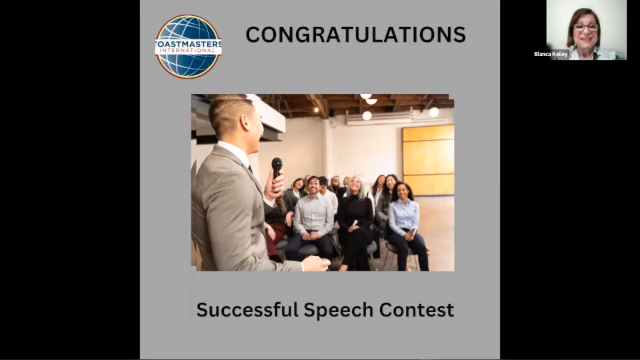 CONGRATULATIONS
TOASTMASTERS
INTERNATIONAL
Blanca Kelley
Successful Speech Contest